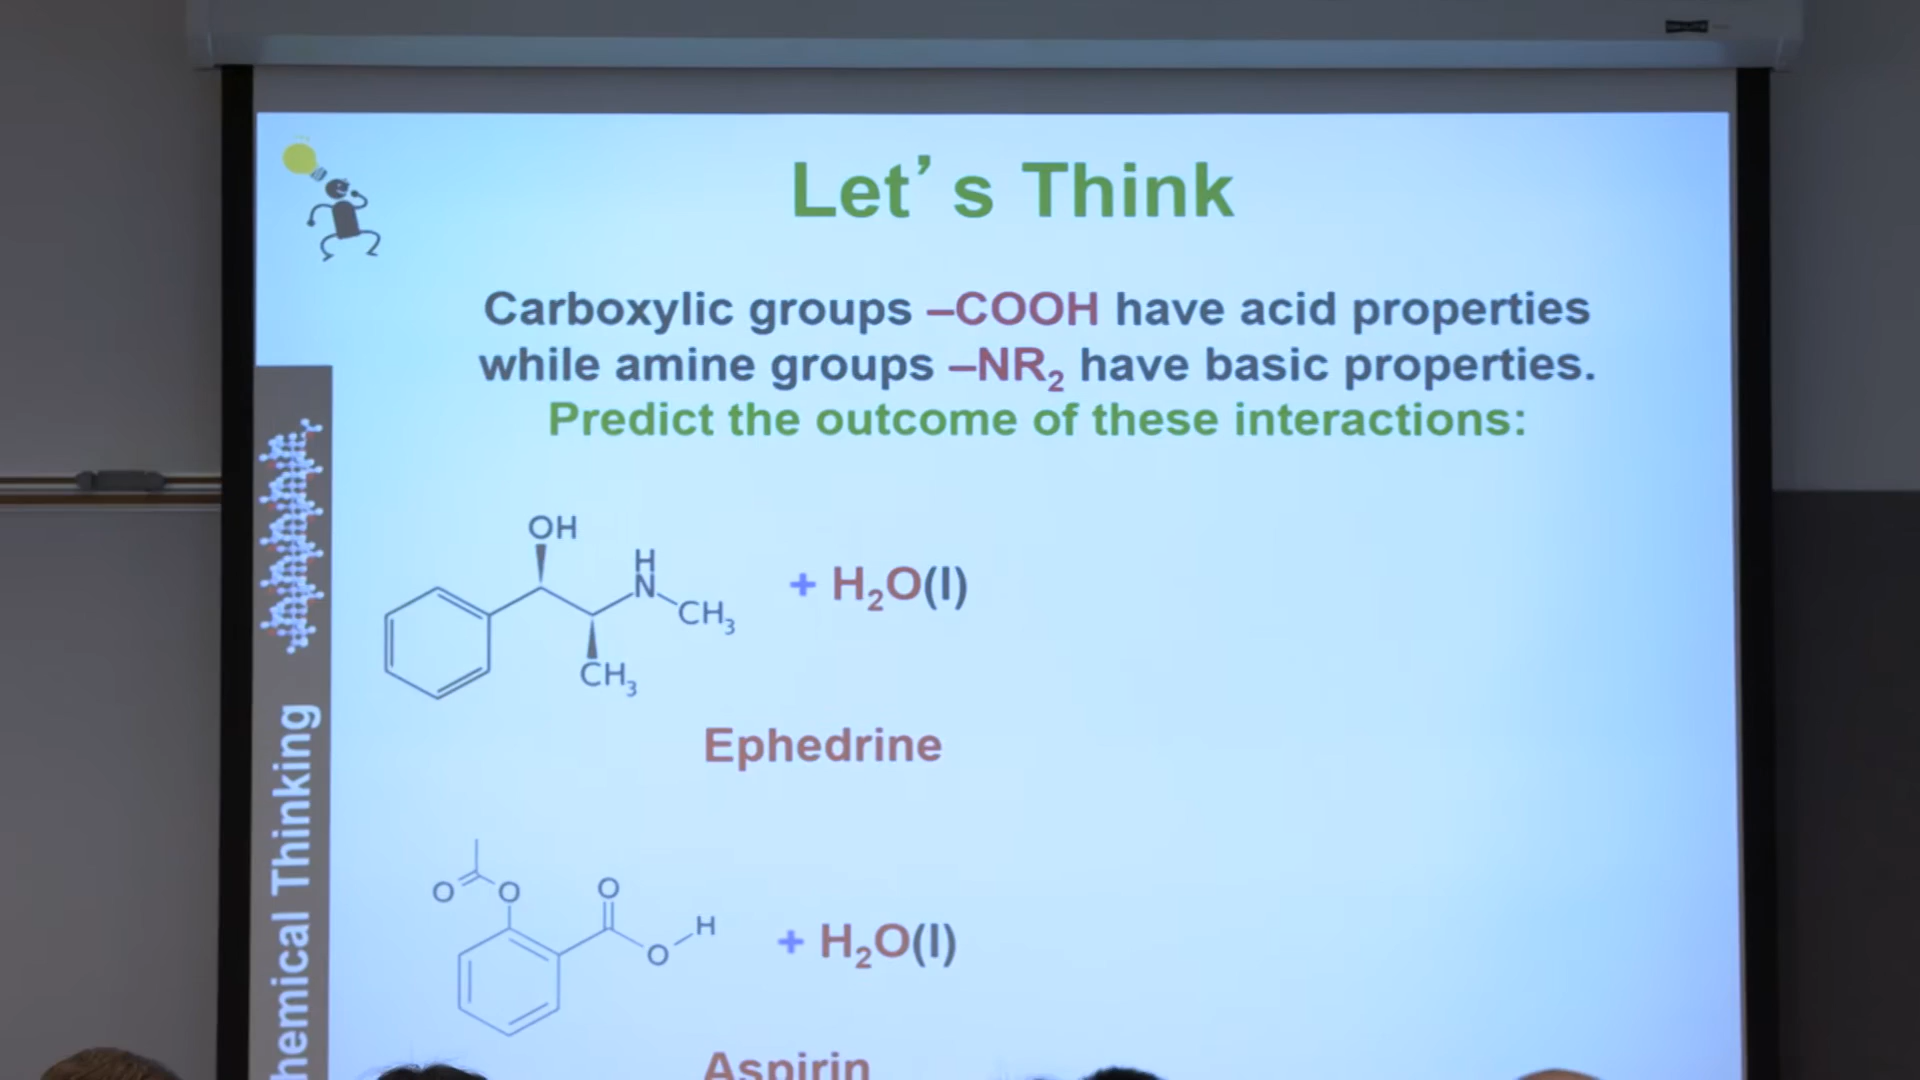 Let's Think
Carboxylic groups –COOH have acid properties
while amine groups –NR₂ have basic properties.
Predict the outcome of these interactions:
OH
H
N
CH₃
CH₃
+ H₂O(l)
Ephedrine
O
O
O
O
H
+ H₂O(l)
Aspirin
hemical Thinking